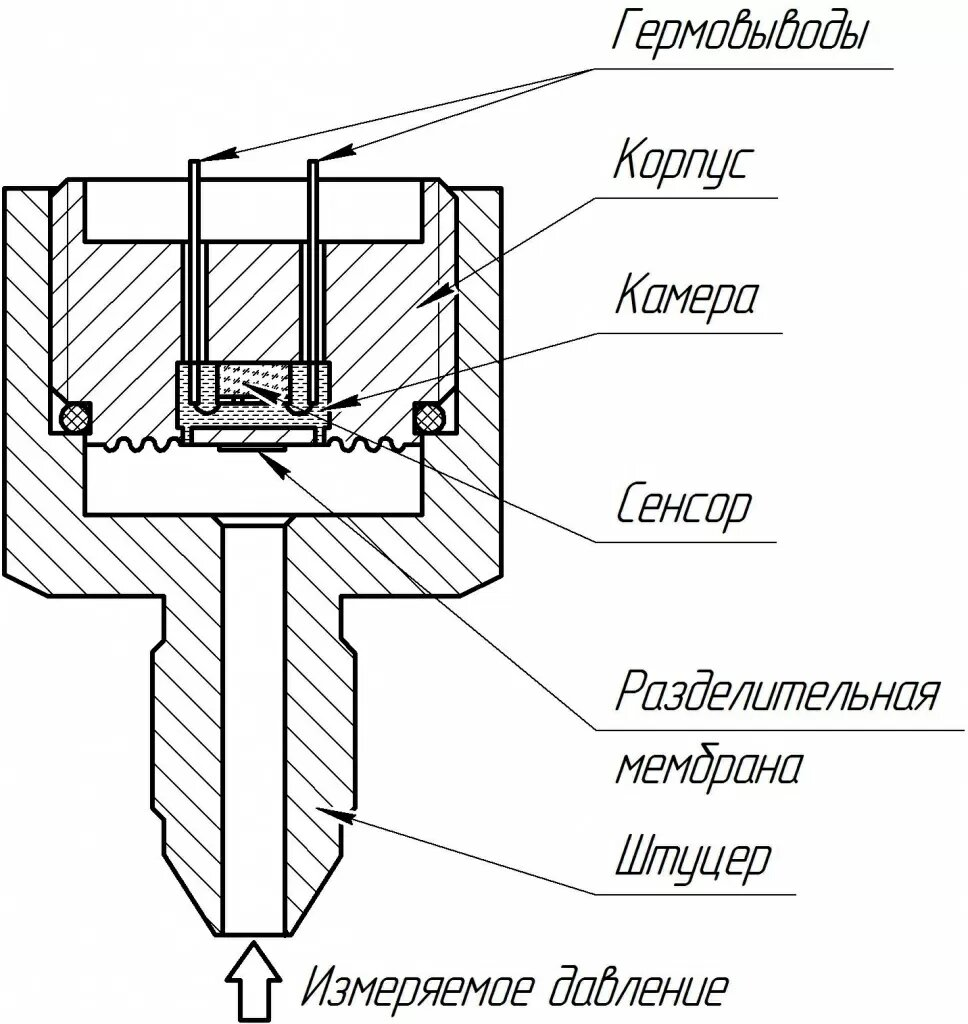 Гермовыводы
Корпус
Камера
Сенсор
Разделительная
мембрана
Штуцер
Измеряемое давление